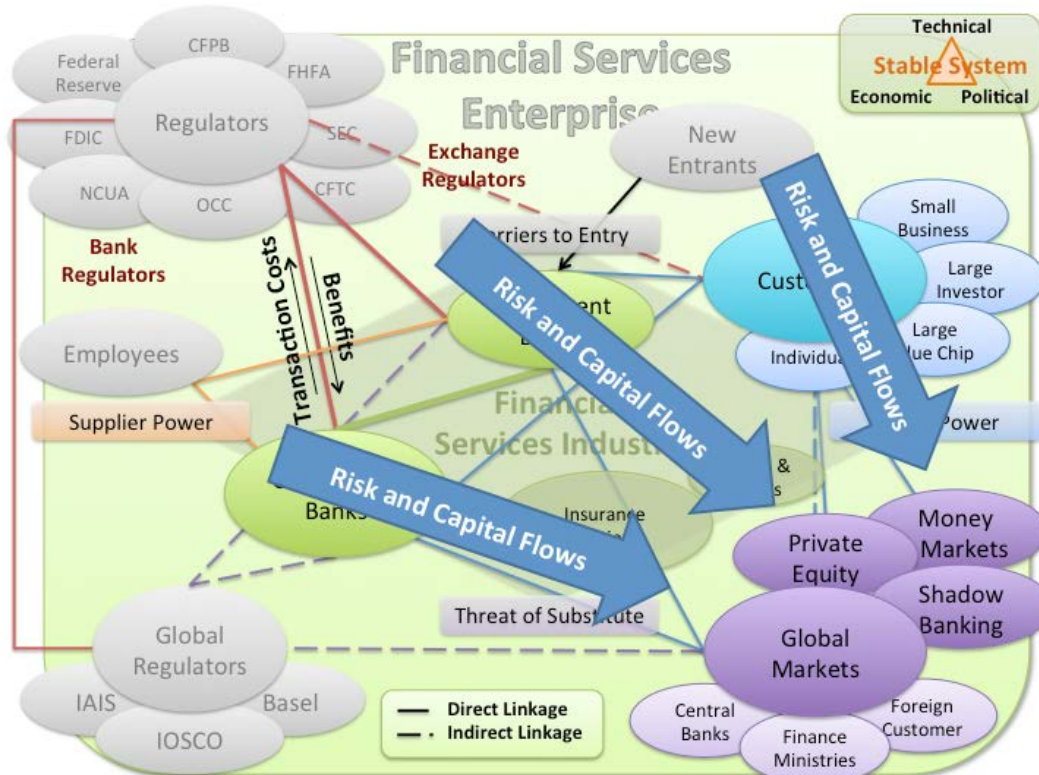 Technical
Stable System
Economic Political
Financial Services
Enterprise
CFPB
Federal
Reserve
FHFA
Regulators
FDIC
SEC
NCUA
OCC
CFTC
Exchange
Regulators
Bank
Regulators
New
Entrants
Small
Business
Large
Investor
Large
Individual
Transaction Costs
Benefits
Risk and Capital Flows
Risk and Capital Flows
Risk and Capital Flows
Employees
Supplier Power
Power
Financial
Services
to Entry
Banks
Insurance
&
Money
Markets
Private
Equity
Shadow
Banking
Threat of Substitute
Global
Regulators
Global
Markets
IAIS
Basel
IOSCO
Direct Linkage
Indirect Linkage
Central
Banks
Foreign
Customer
Finance
Ministries